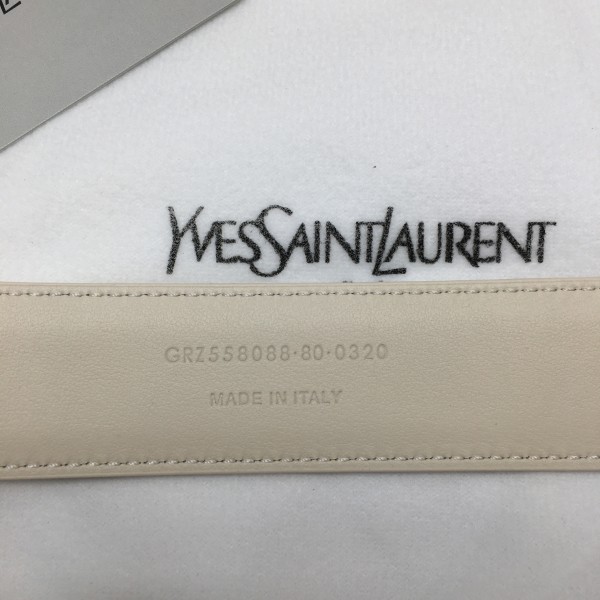 YVESSAINTLAURENT
GRZ558088·80·0320
MADE IN ITALY